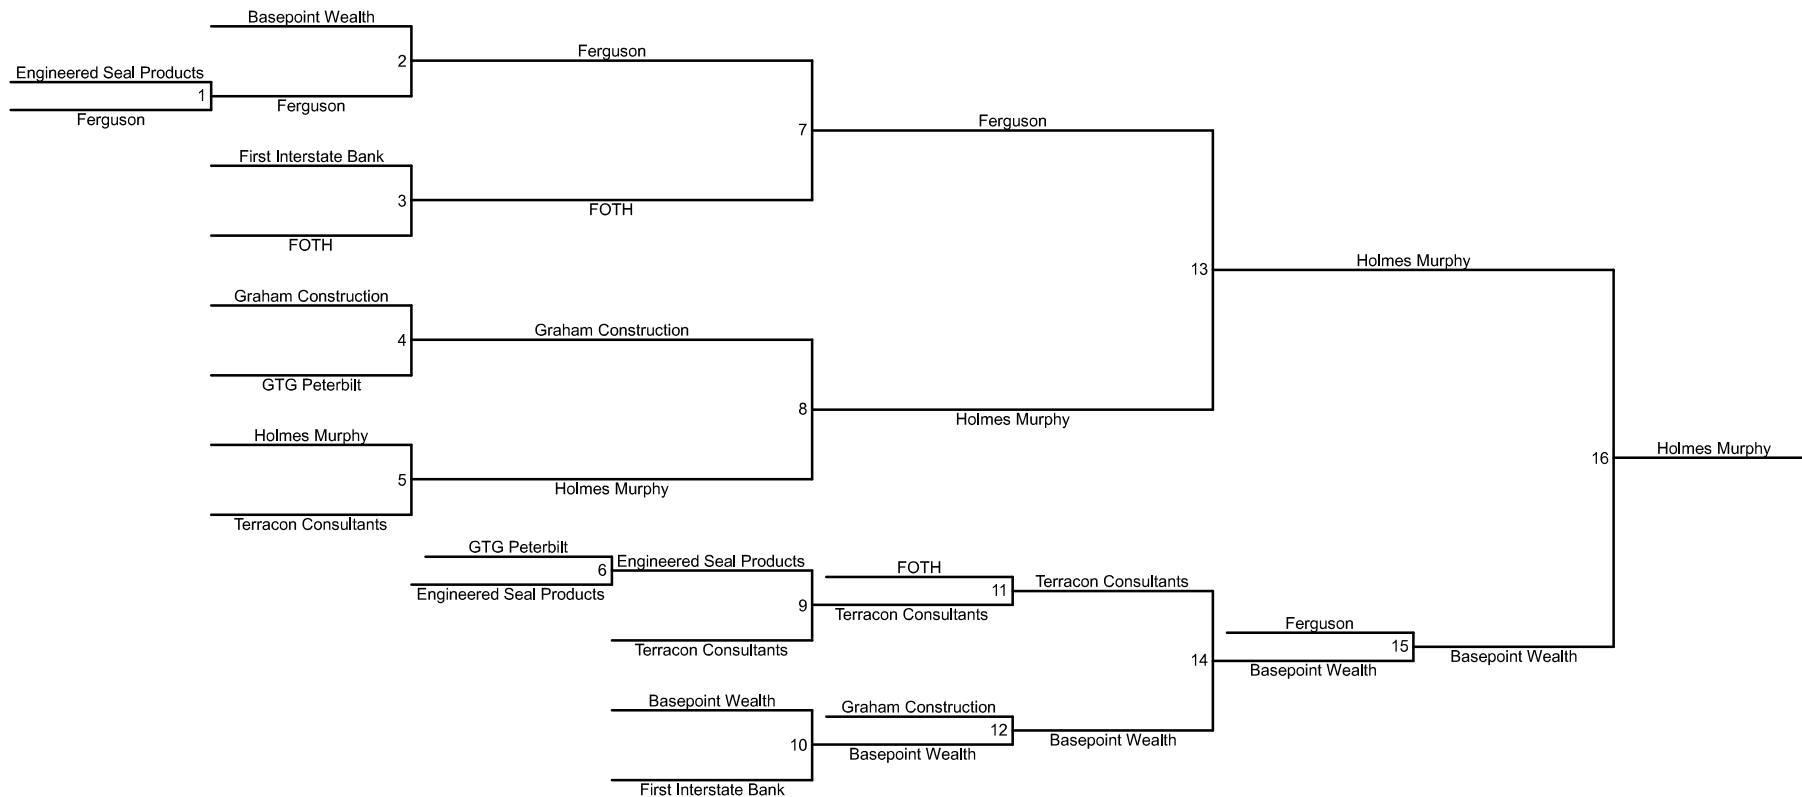 Basepoint Wealth
2
Ferguson
Engineered Seal Products
1
Ferguson
Ferguson
7
Ferguson
First Interstate Bank
3
FOTH
FOTH
13
Holmes Murphy
Graham Construction
4
Graham Construction
GTG Peterbilt
8
Holmes Murphy
Holmes Murphy
5
Holmes Murphy
Terracon Consultants
16
Holmes Murphy
GTG Peterbilt
6
Engineered Seal Products
Engineered Seal Products
9
FOTH
11
Terracon Consultants
Terracon Consultants
Terracon Consultants
14
Ferguson
15
Basepoint Wealth
Basepoint Wealth
Basepoint Wealth
10
Graham Construction
12
Basepoint Wealth
Basepoint Wealth
First Interstate Bank